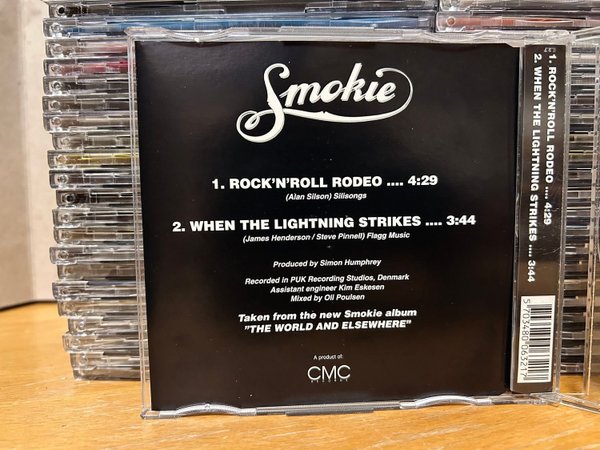 Smokie
1. ROCK'N'ROLL RODEO .... 4:29
(Alan Silson) Silisongs
2. WHEN THE LIGHTNING STRIKES .... 3:44
(James Henderson / Steve Pinnell) Flagg Music
Produced by Simon Humphrey
Recorded in PUK Recording Studios, Denmark
Assistant engineer Kim Eskesen
Mixed by Oli Poulsen
Taken from the new Smokie album
"THE WORLD AND ELSEWHERE"
A product of:
CMC
RECORDS
1. ROCK'N'ROLL RODEO .... 4:29
2. WHEN THE LIGHTNING STRIKES .... 3:44
5703480063217